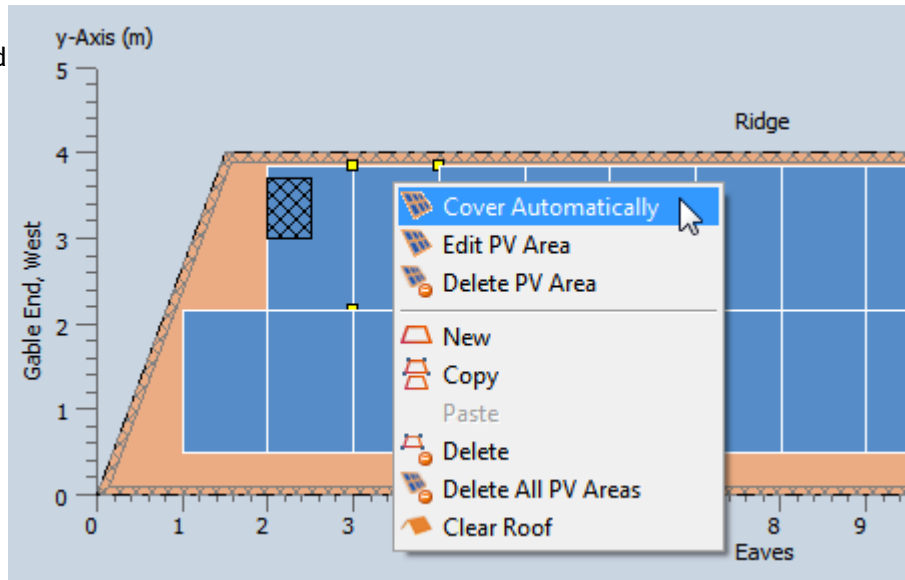 d
y-Axis (m)
5
Ridge
4
Cover Automatically
Edit PV Area
3
Delete PV Area
Gable End, West
New
2
Copy
Paste
1
Delete
Delete All PV Areas
0
Clear Roof
0 1 2 3 8 9
Eaves